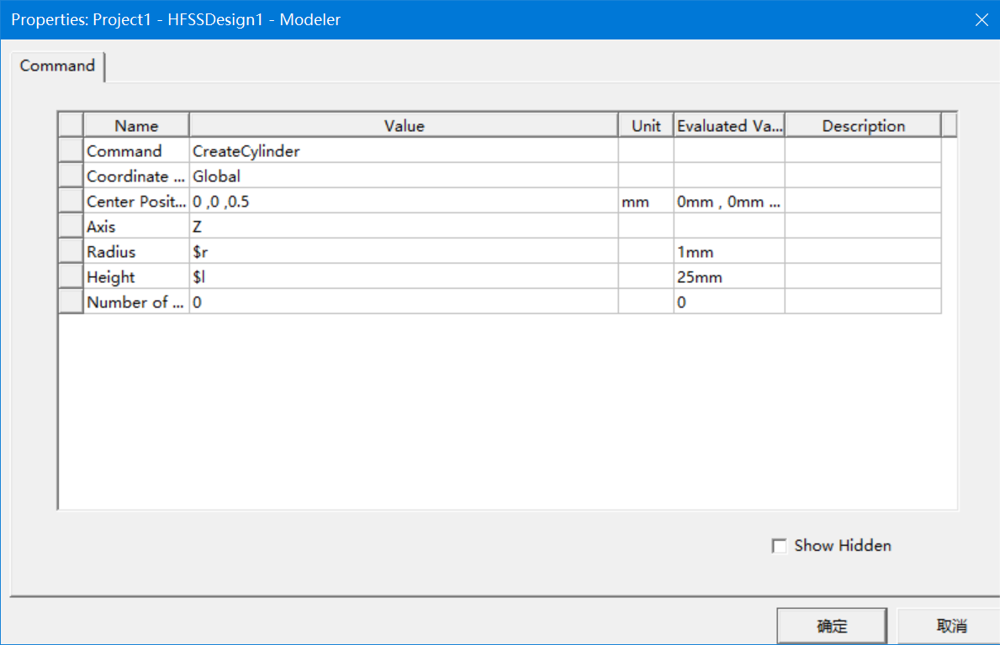 Properties: Project1 - HFSSDesign1 - Modeler
Command
Name Value Unit Evaluated Va... Description
Command CreateCylinder
Coordinate ... Global
Center Posit... 0 ,0 ,0.5 mm 0mm , 0mm ...
Axis Z
Radius $r 1mm
Height $l 25mm
Number of ... 0 0
Show Hidden
确定 取消